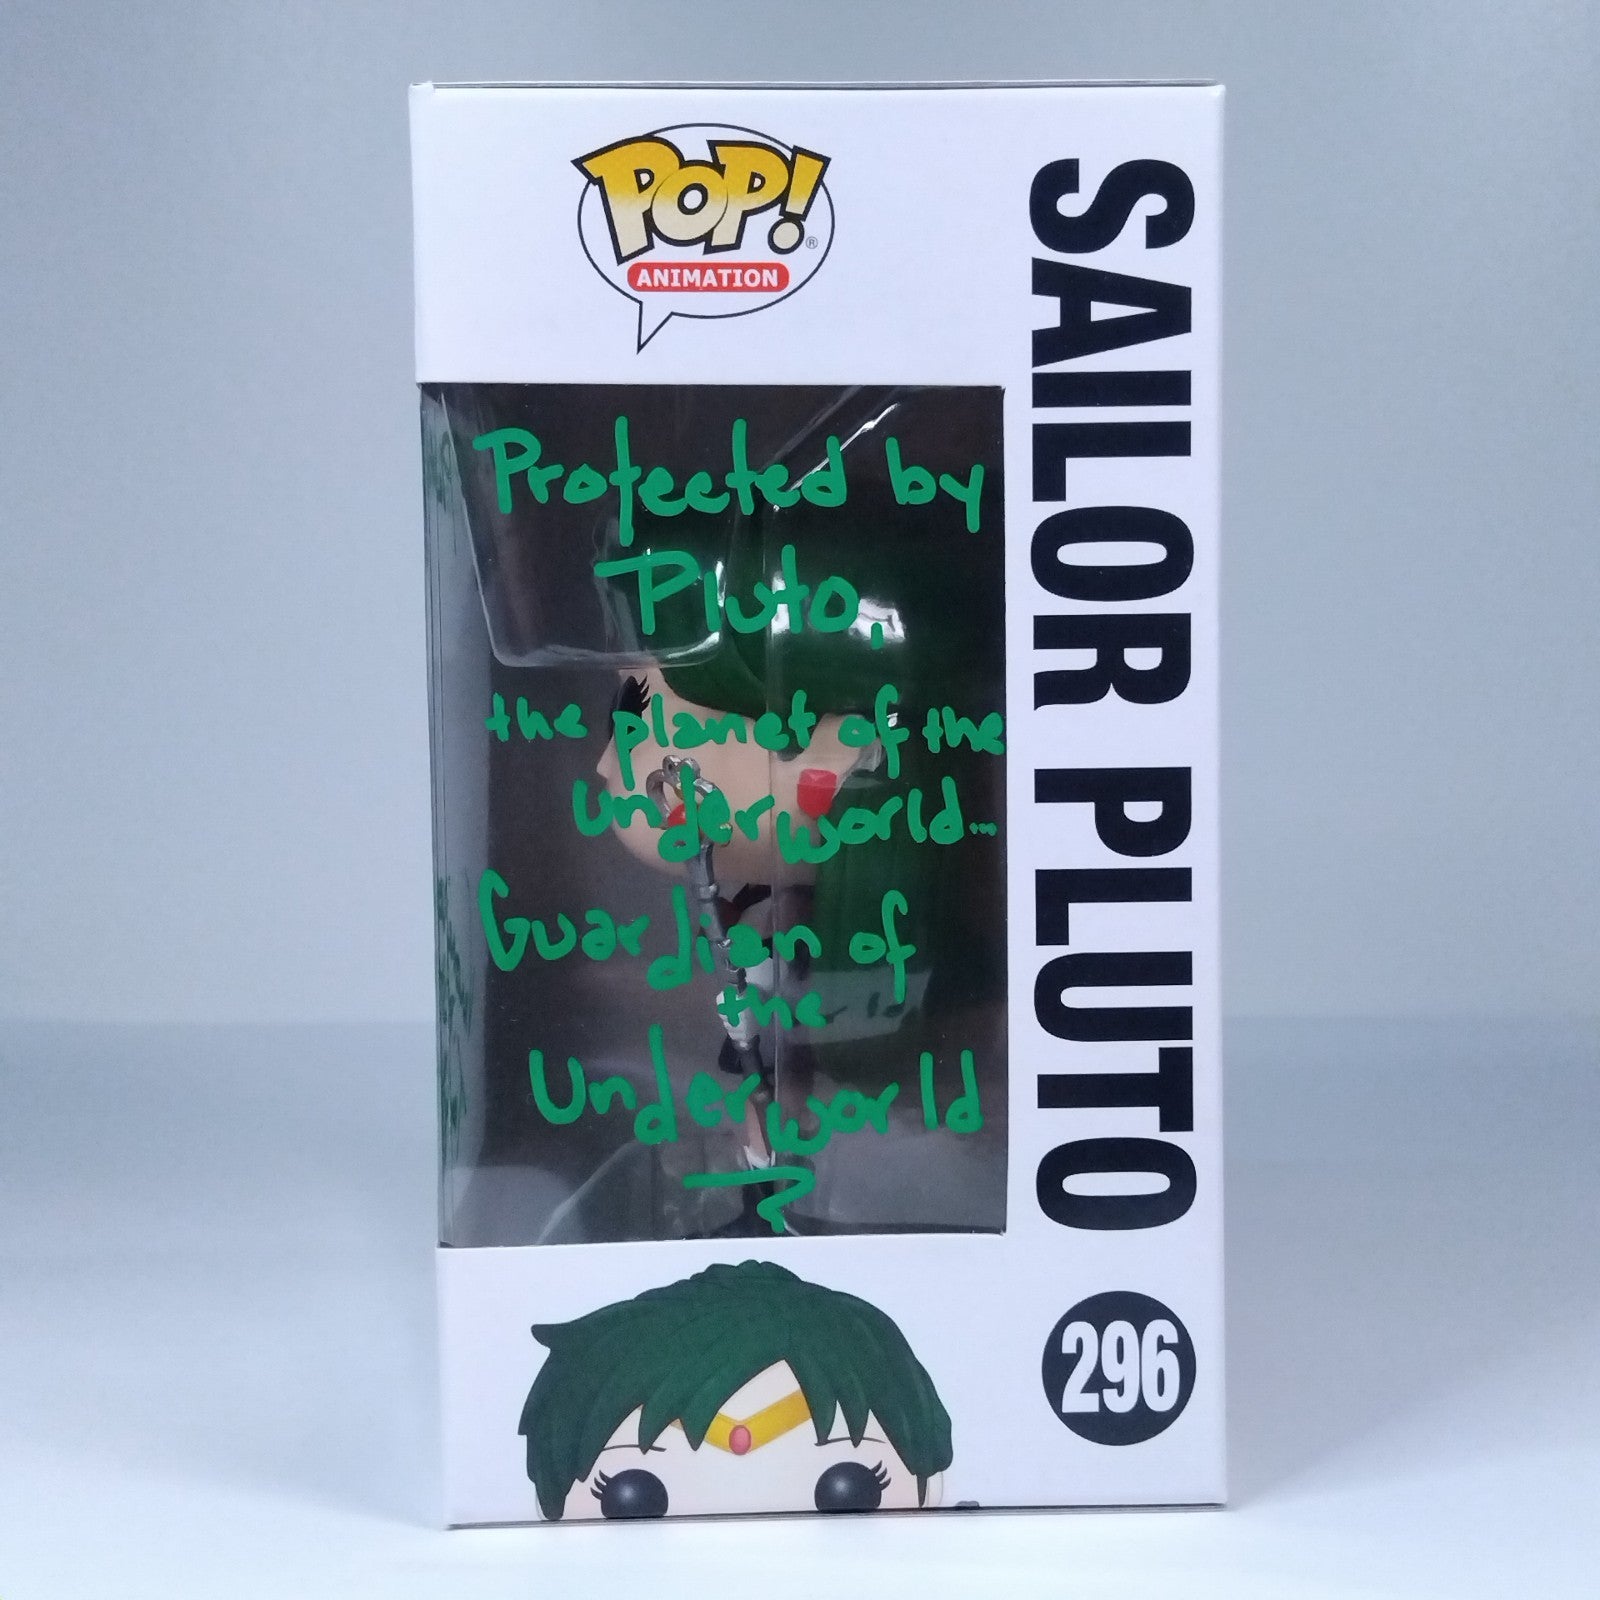 POP!
®
ANIMATION
Protected by
Pluto,
the planet of the
underworld...
Guardian of
the
Underworld
SAILOR PLUTO
296